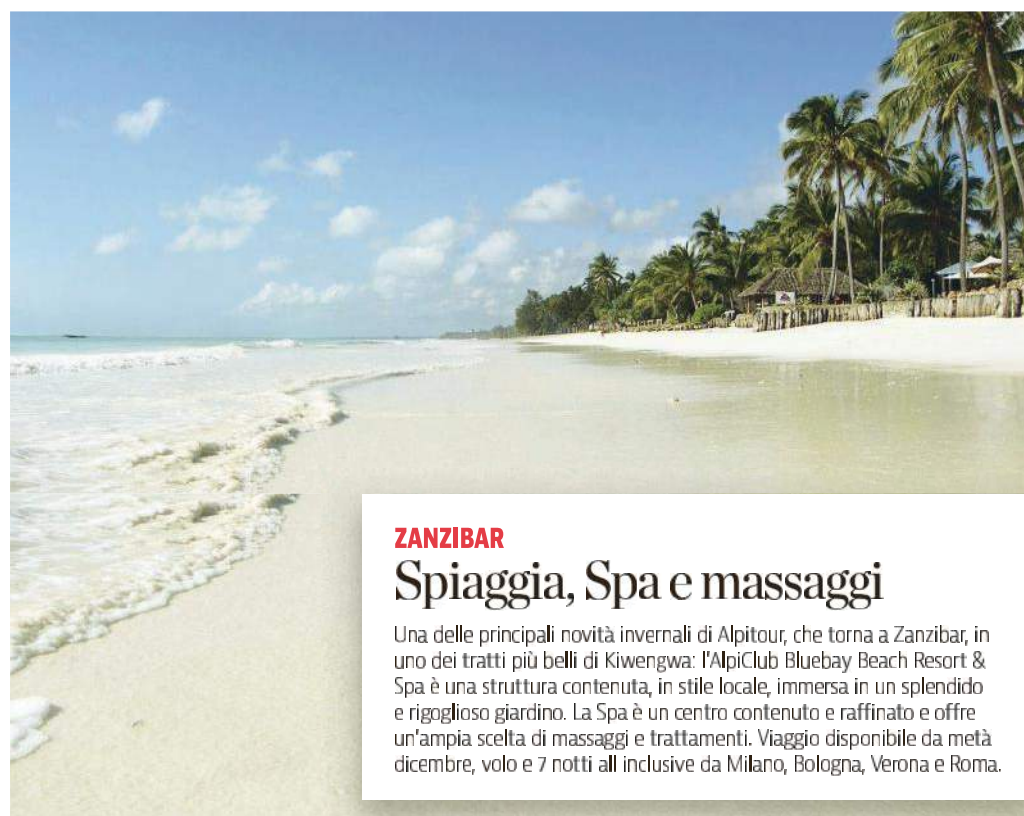 ZANZIBAR
Spiaggia, Spa e massaggi
Una delle principali novità invernali di Alpitour, che torna a Zanzibar, in
uno dei tratti più belli di Kiwengwa: l'AlpiClub Bluebay Beach Resort &
Spa è una struttura contenuta, in stile locale, immersa in un splendido
e rigoglioso giardino. La Spa è un centro contenuto e raffinato e offre
un'ampia scelta di massaggi e trattamenti. Viaggio disponibile da metà
dicembre, volo e 7 notti all inclusive da Milano, Bologna, Verona e Roma.